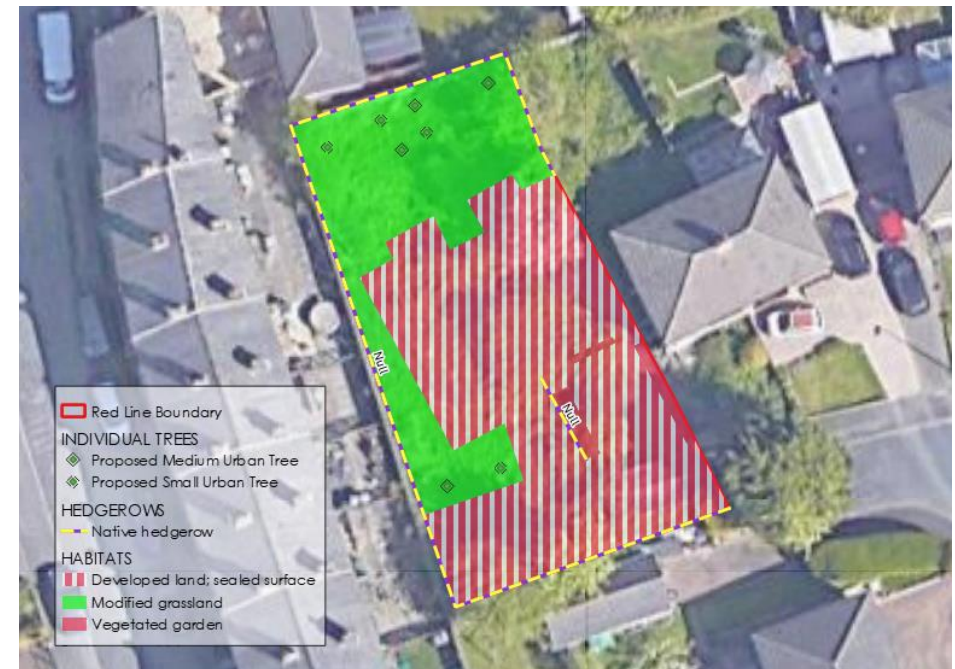 Null
Null
Red Line Boundary
INDIVIDUAL TREES
Proposed Medium Urban Tree
Proposed Small Urban Tree
HEDGEROWS
Native hedgerow
HABITATS
Developed land; sealed surface
Modified grassland
Vegetated garden